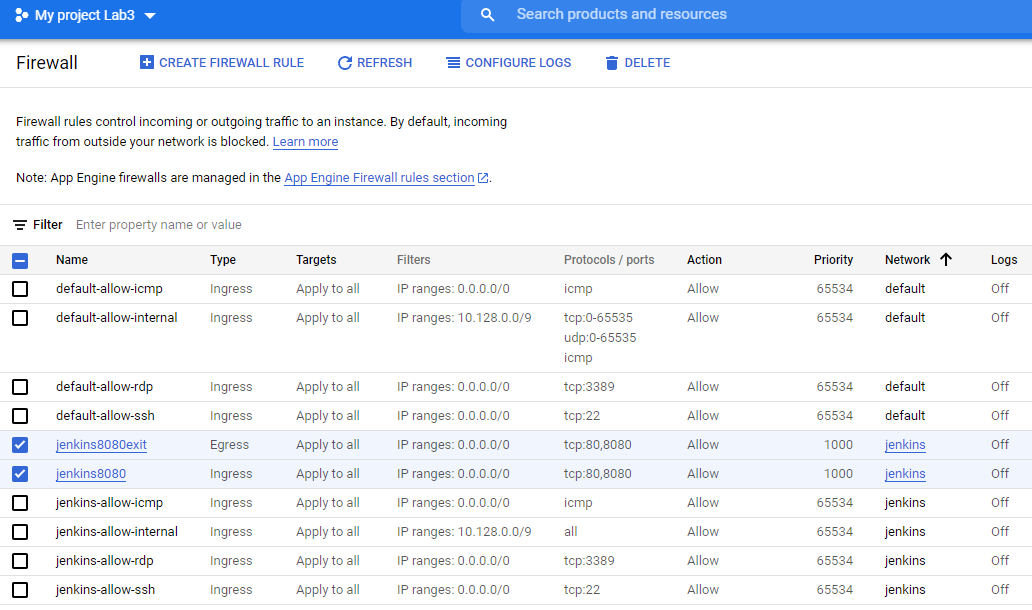 My project Lab3
Search products and resources
Firewall CREATE FIREWALL RULE REFRESH CONFIGURE LOGS DELETE
Firewall rules control incoming or outgoing traffic to an instance. By default, incoming
traffic from outside your network is blocked. Learn more
Note: App Engine firewalls are managed in the App Engine Firewall rules section.
Filter Enter property name or value
Name Type Targets Filters Protocols / ports Action Priority Network Logs
default-allow-icmp Ingress Apply to all IP ranges: 0.0.0.0/0 icmp Allow 65534 default Off
default-allow-internal Ingress Apply to all IP ranges: 10.128.0.0/9 tcp:0-65535 Allow 65534 default Off
udp:0-65535
icmp
default-allow-rdp Ingress Apply to all IP ranges: 0.0.0.0/0 tcp:3389 Allow 65534 default Off
default-allow-ssh Ingress Apply to all IP ranges: 0.0.0.0/0 tcp:22 Allow 65534 default Off
jenkins8080exit Egress Apply to all IP ranges: 0.0.0.0/0 tcp:80,8080 Allow 1000 jenkins Off
jenkins8080 Ingress Apply to all IP ranges: 0.0.0.0/0 tcp:80,8080 Allow 1000 jenkins Off
jenkins-allow-icmp Ingress Apply to all IP ranges: 0.0.0.0/0 icmp Allow 65534 jenkins Off
jenkins-allow-internal Ingress Apply to all IP ranges: 10.128.0.0/9 all Allow 65534 jenkins Off
jenkins-allow-rdp Ingress Apply to all IP ranges: 0.0.0.0/0 tcp:3389 Allow 65534 jenkins Off
jenkins-allow-ssh Ingress Apply to all IP ranges: 0.0.0.0/0 tcp:22 Allow 65534 jenkins Off